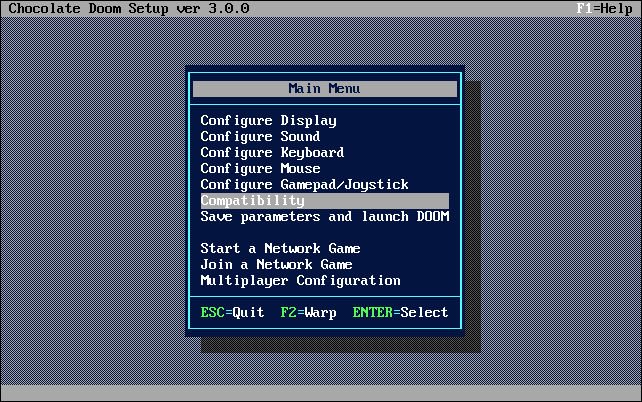 Chocolate Doom Setup ver 3.0.0 F1=Help
Main Menu
Configure Display
Configure Sound
Configure Keyboard
Configure Mouse
Configure Gamepad/Joystick
Compatibility
Save parameters and launch DOOM
Start a Network Game
Join a Network Game
Multiplayer Configuration
ESC=Quit F2=Warp ENTER=Select